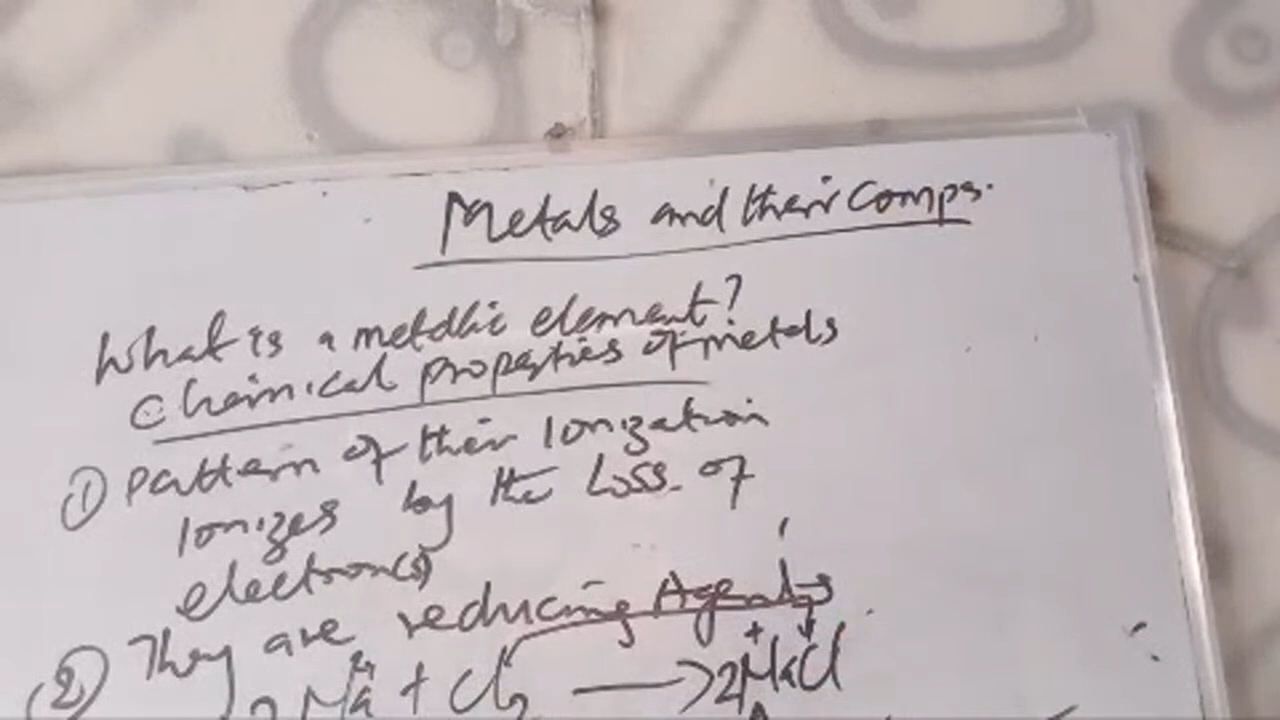 Metals and their Comps.
What is a metallic element?
Chemical properties of metals
① Pattern of their Ionization
Ionizes by the Loss of
electron(s)
② They are reducing Agents
2Na + Cl₂ → 2NaCl